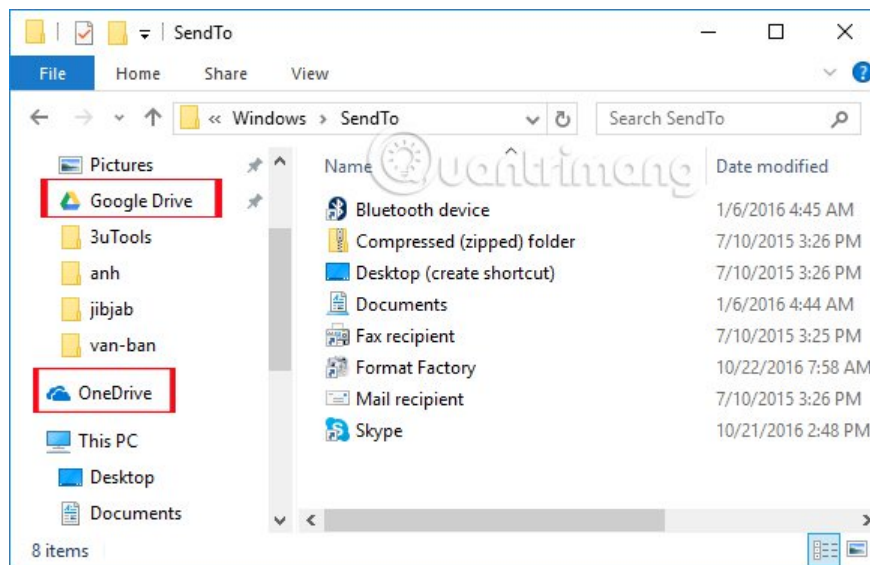 SendTo
File Home Share View
« Windows › SendTo
Search SendTo
Pictures
Google Drive
3uTools
anh
jibjab
van-ban
OneDrive
This PC
Desktop
Documents
Name Date modified
Quantrimang
Bluetooth device 1/6/2016 4:45 AM
Compressed (zipped) folder 7/10/2015 3:26 PM
Desktop (create shortcut) 7/10/2015 3:26 PM
Documents 1/6/2016 4:44 AM
Fax recipient 7/10/2015 3:25 PM
Format Factory 10/22/2016 7:58 AM
Mail recipient 7/10/2015 3:26 PM
Skype 10/21/2016 2:48 PM
8 items